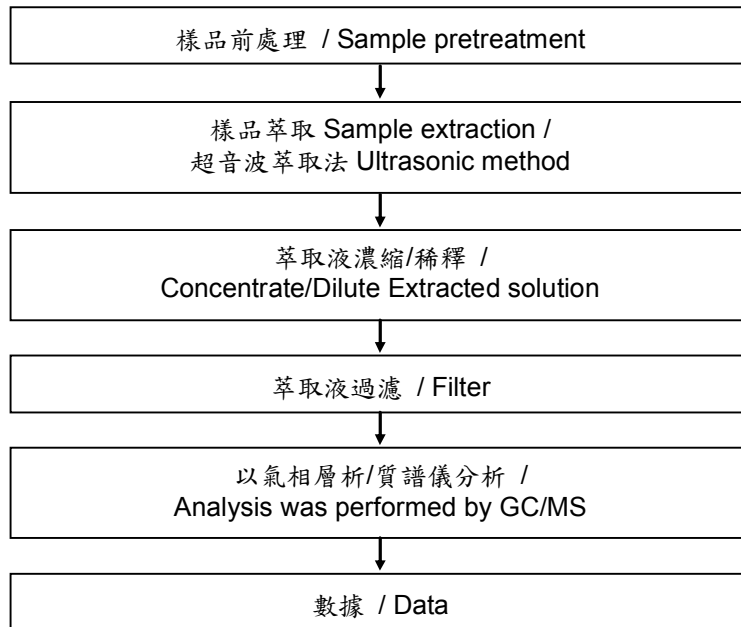 樣品前處理 / Sample pretreatment
樣品萃取 Sample extraction /
超音波萃取法 Ultrasonic method
萃取液濃縮/稀釋 /
Concentrate/Dilute Extracted solution
萃取液過濾 / Filter
以氣相層析/質譜儀分析 /
Analysis was performed by GC/MS
數據 / Data